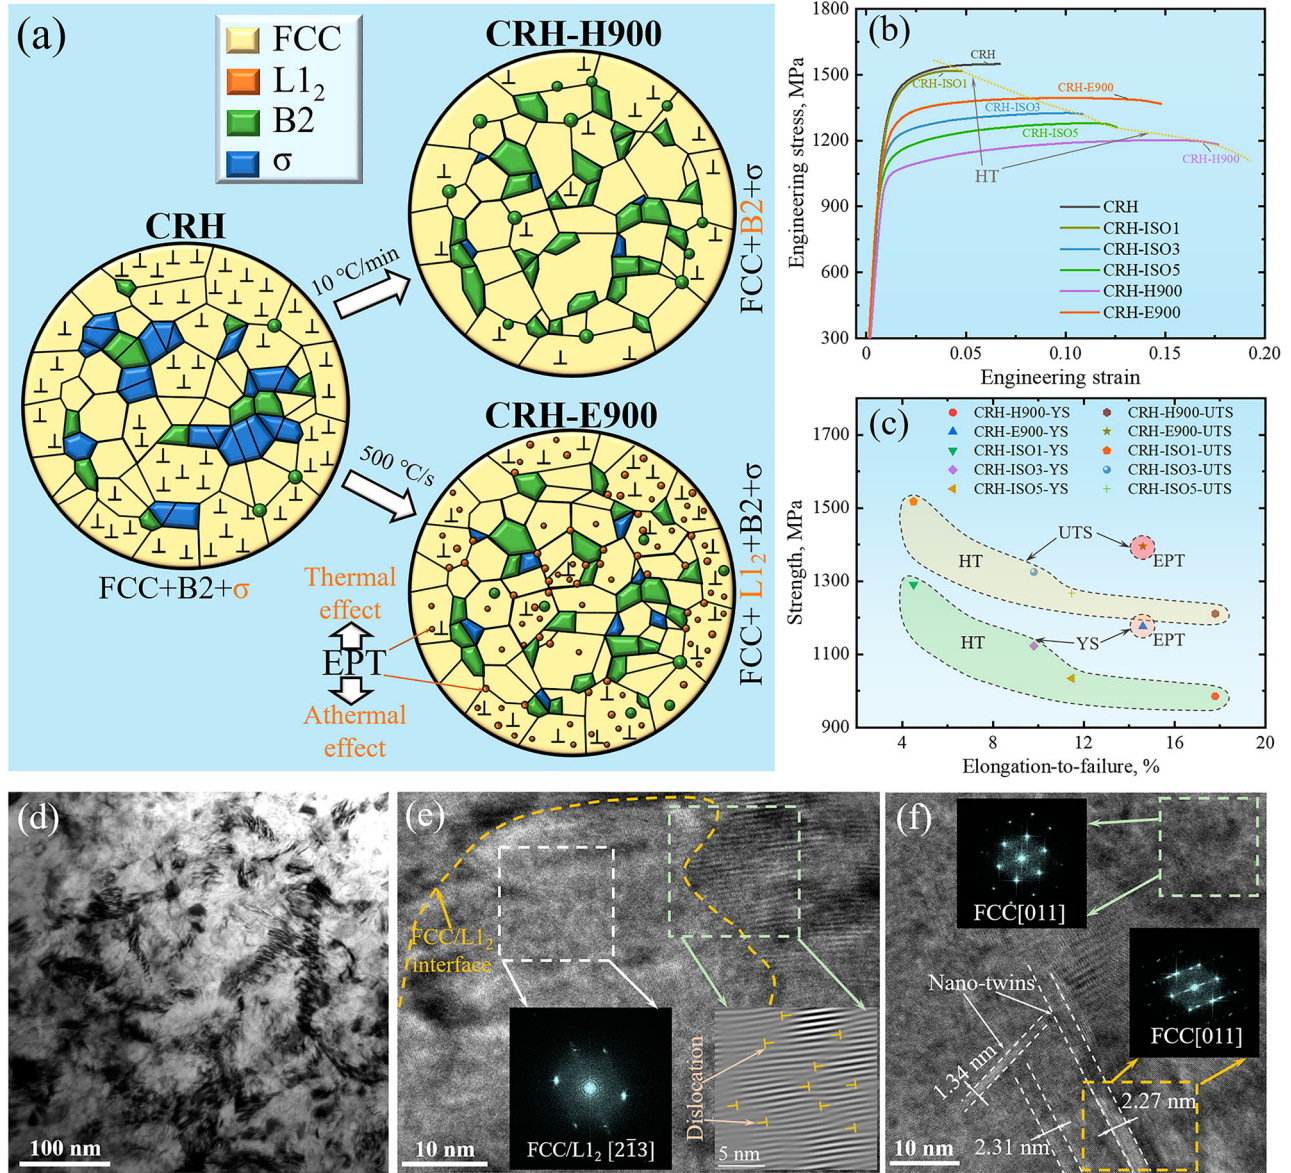 (a)
FCC
L1₂
B2
σ
CRH
FCC+B2+σ
10 °C/min
500 °C/s
CRH-H900
FCC+B2+σ
CRH-E900
FCC+ L1₂+B2+σ
Thermal
effect
EPT
Athermal
effect
(b)
Engineering stress, MPa
1800
1500
1200
900
600
300
CRH
CRH-ISO1
CRH-E900
CRH-ISO3
CRH-ISO5
CRH-H900
HT
CRH
CRH-ISO1
CRH-ISO3
CRH-ISO5
CRH-H900
CRH-E900
0
0.05
0.10
0.15
0.20
Engineering strain
(c)
Strength, MPa
1700
1500
1300
1100
900
CRH-H900-YS
CRH-E900-YS
CRH-ISO1-YS
CRH-ISO3-YS
CRH-ISO5-YS
CRH-H900-UTS
CRH-E900-UTS
CRH-ISO1-UTS
CRH-ISO3-UTS
CRH-ISO5-UTS
UTS
HT
EPT
HT
YS
EPT
4
8
12
16
20
Elongation-to-failure, %
(d)
100 nm
(e)
FCC/L1₂
interface
FCC/L1₂ [21̄3]
Dislocation
5 nm
10 nm
(f)
FCC[011]
FCC[011]
Nano-twins
1.34 nm
2.31 nm
2.27 nm
10 nm